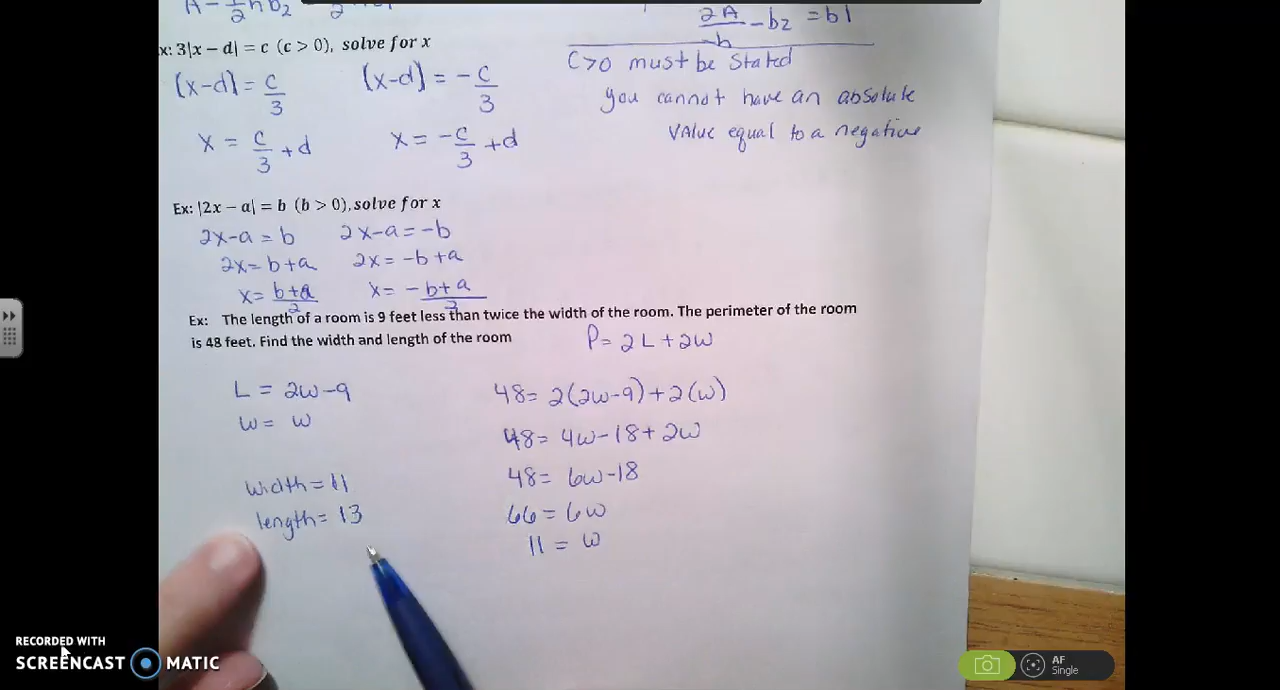 2A/h - b2 = b1
x: 3|x − d| = c (c > 0), solve for x
(x-d) = c/3 (x-d) = -c/3
x = c/3 + d x = -c/3 + d
C>0 must be stated
you cannot have an absolute
value equal to a negative
Ex: |2x − a| = b (b > 0), solve for x
2x-a = b 2x-a = -b
2x = b+a 2x = -b+a
x = b+a/2 x = -b+a/2
Ex: The length of a room is 9 feet less than twice the width of the room. The perimeter of the room
is 48 feet. Find the width and length of the room
P = 2L + 2w
L = 2w-9
w = w
width = 11
length = 13
48 = 2(2w-9) + 2(w)
48 = 4w-18 + 2w
48 = 6w-18
66 = 6w
11 = w
RECORDED WITH
SCREENCAST MATIC
AF
Single